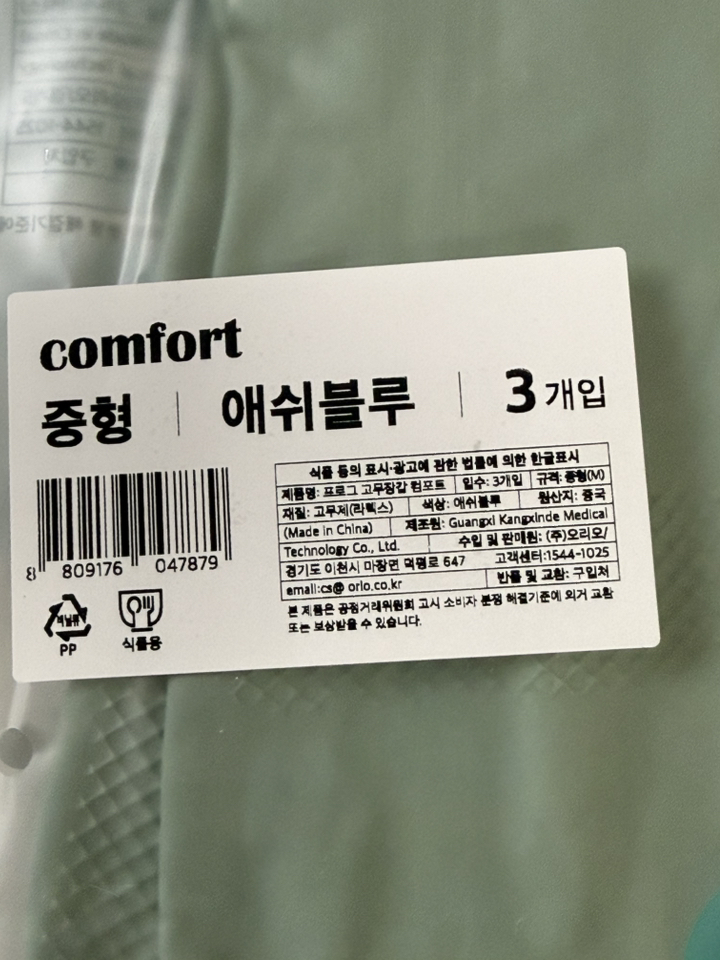 comfort
중형 | 애쉬블루 | 3개입
식품 등의 표시·광고에 관한 법률에 의한 한글표시
제품명: 프로그 고무장갑 컴포트 입수: 3개입 규격: 중형(M)
재질: 고무제(라텍스) 색상: 애쉬블루 원산지: 중국
(Made in China) 제조원: Guangxi Kangxinde Medical
Technology Co., Ltd. 수입 및 판매원: (주)오리오/
경기도 이천시 마장면 덕평로 647 고객센터:1544-1025
email:cs@ orlo.co.kr 반품 및 교환: 구입처
본 제품은 공정거래위원회 고시 소비자 분쟁 해결기준에 의거 교환
또는 보상받을 수 있습니다.
8 809176 047879
비닐류
PP
식품용